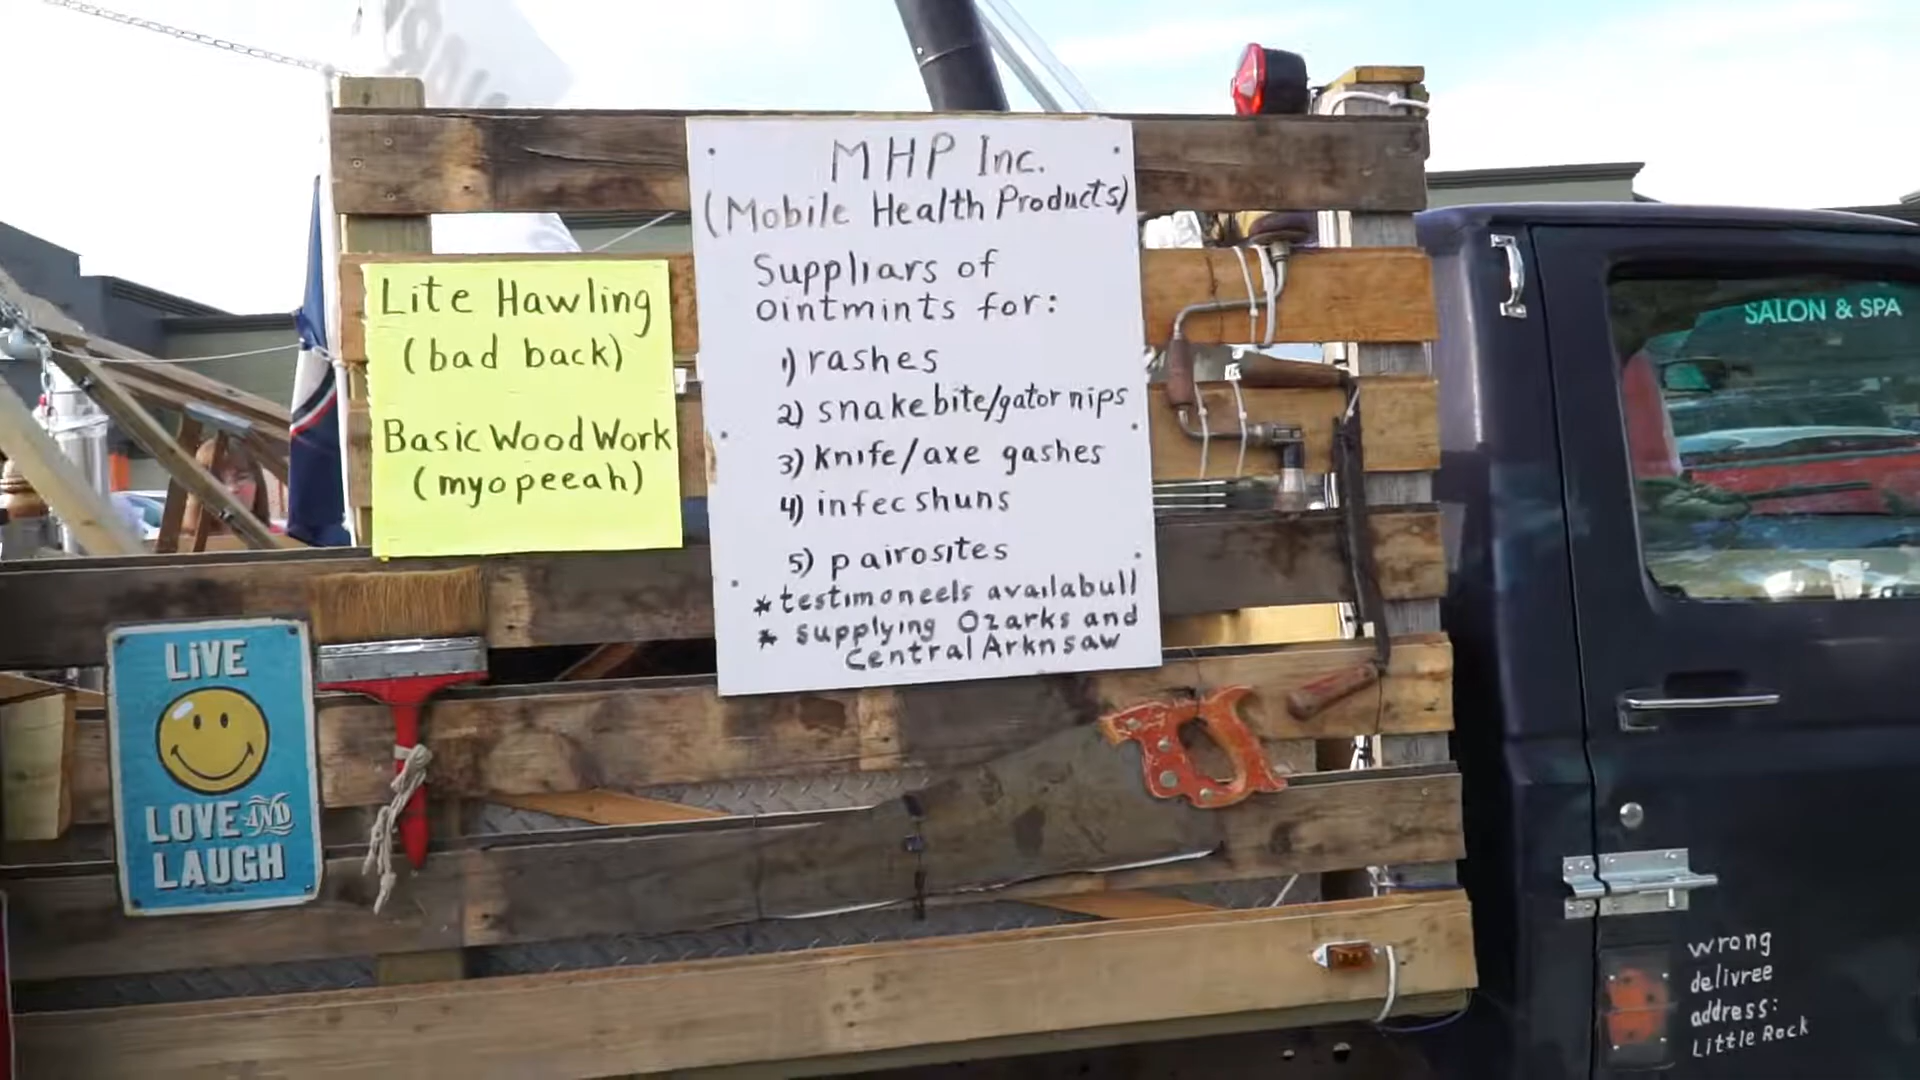 MHP Inc.
(Mobile Health Products)
Suppliars of
Ointmints for:
1) rashes
2) snakebite/gator nips
3) knife/axe gashes
4) infecshuns
5) pairosites
* testimoneels availabull
* supplying Ozarks and
Central Arknsaw
Lite Hawling
(bad back)
Basic Wood Work
(myopeeah)
LiVE
LOVE AND
LAUGH
SALON & SPA
wrong
delivree
address:
Little Rock